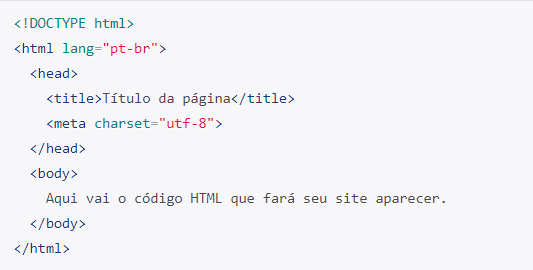 <!DOCTYPE html>
<html lang="pt-br">
<head>
<title>Título da página</title>
<meta charset="utf-8">
</head>
<body>
Aqui vai o código HTML que fará seu site aparecer.
</body>
</html>